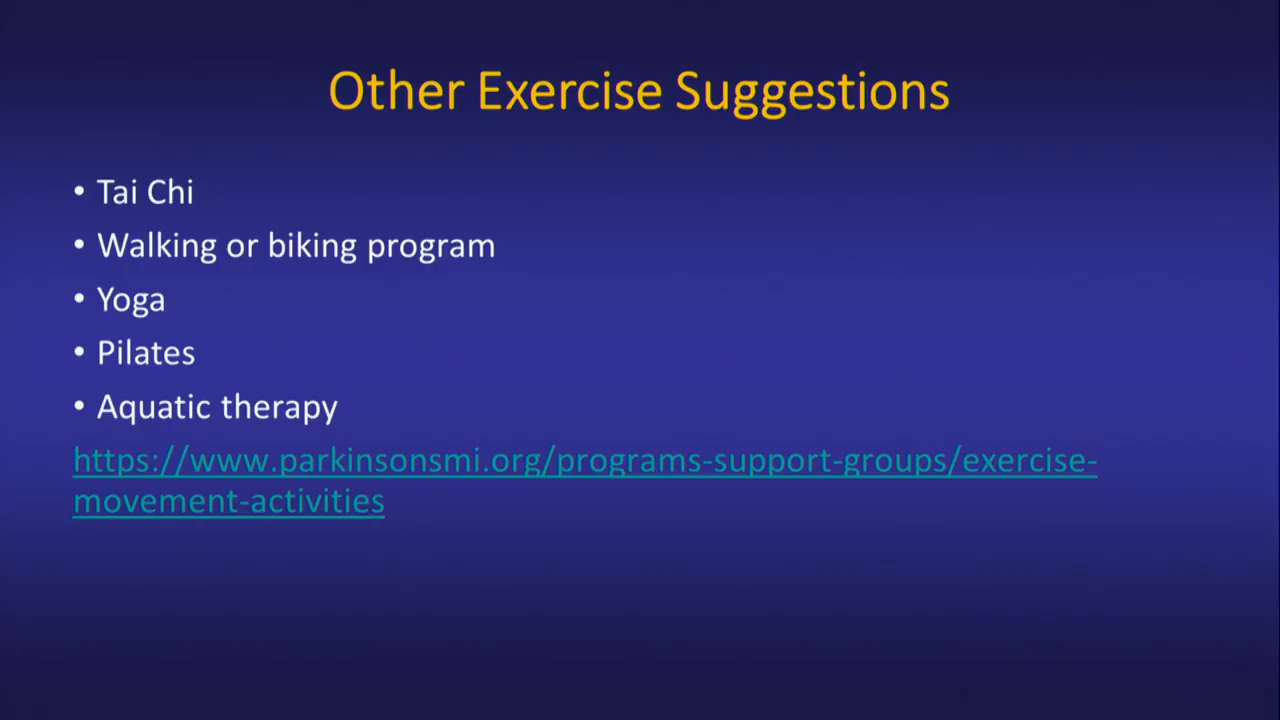 Other Exercise Suggestions
• Tai Chi
• Walking or biking program
• Yoga
• Pilates
• Aquatic therapy
https://www.parkinsonsmi.org/programs-support-groups/exercise-
movement-activities